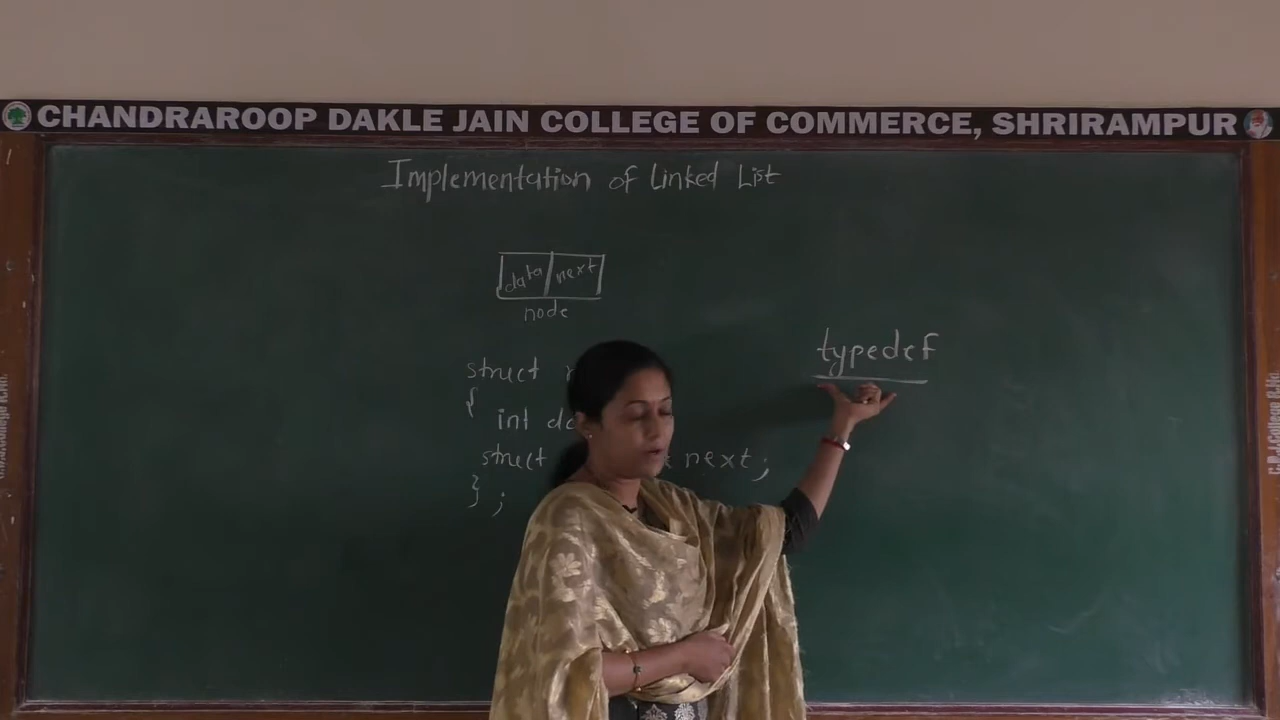 CHANDRAROOP DAKLE JAIN COLLEGE OF COMMERCE, SHRIRAMPUR
Implementation of Linked List
data next
node
typedef
struct
{
int
struct next;
};